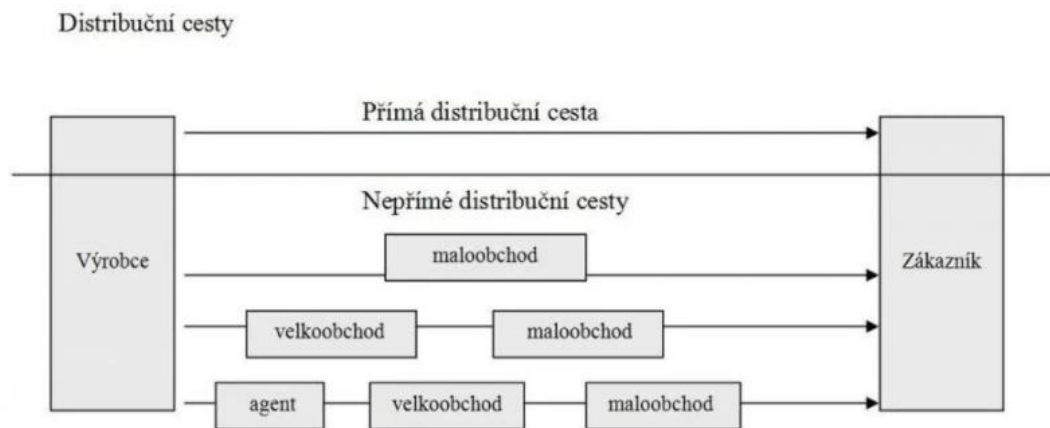 Distribuční cesty
Přímá distribuční cesta
Nepřímé distribuční cesty
Výrobce
maloobchod
Zákazník
velkoobchod
maloobchod
agent
velkoobchod
maloobchod